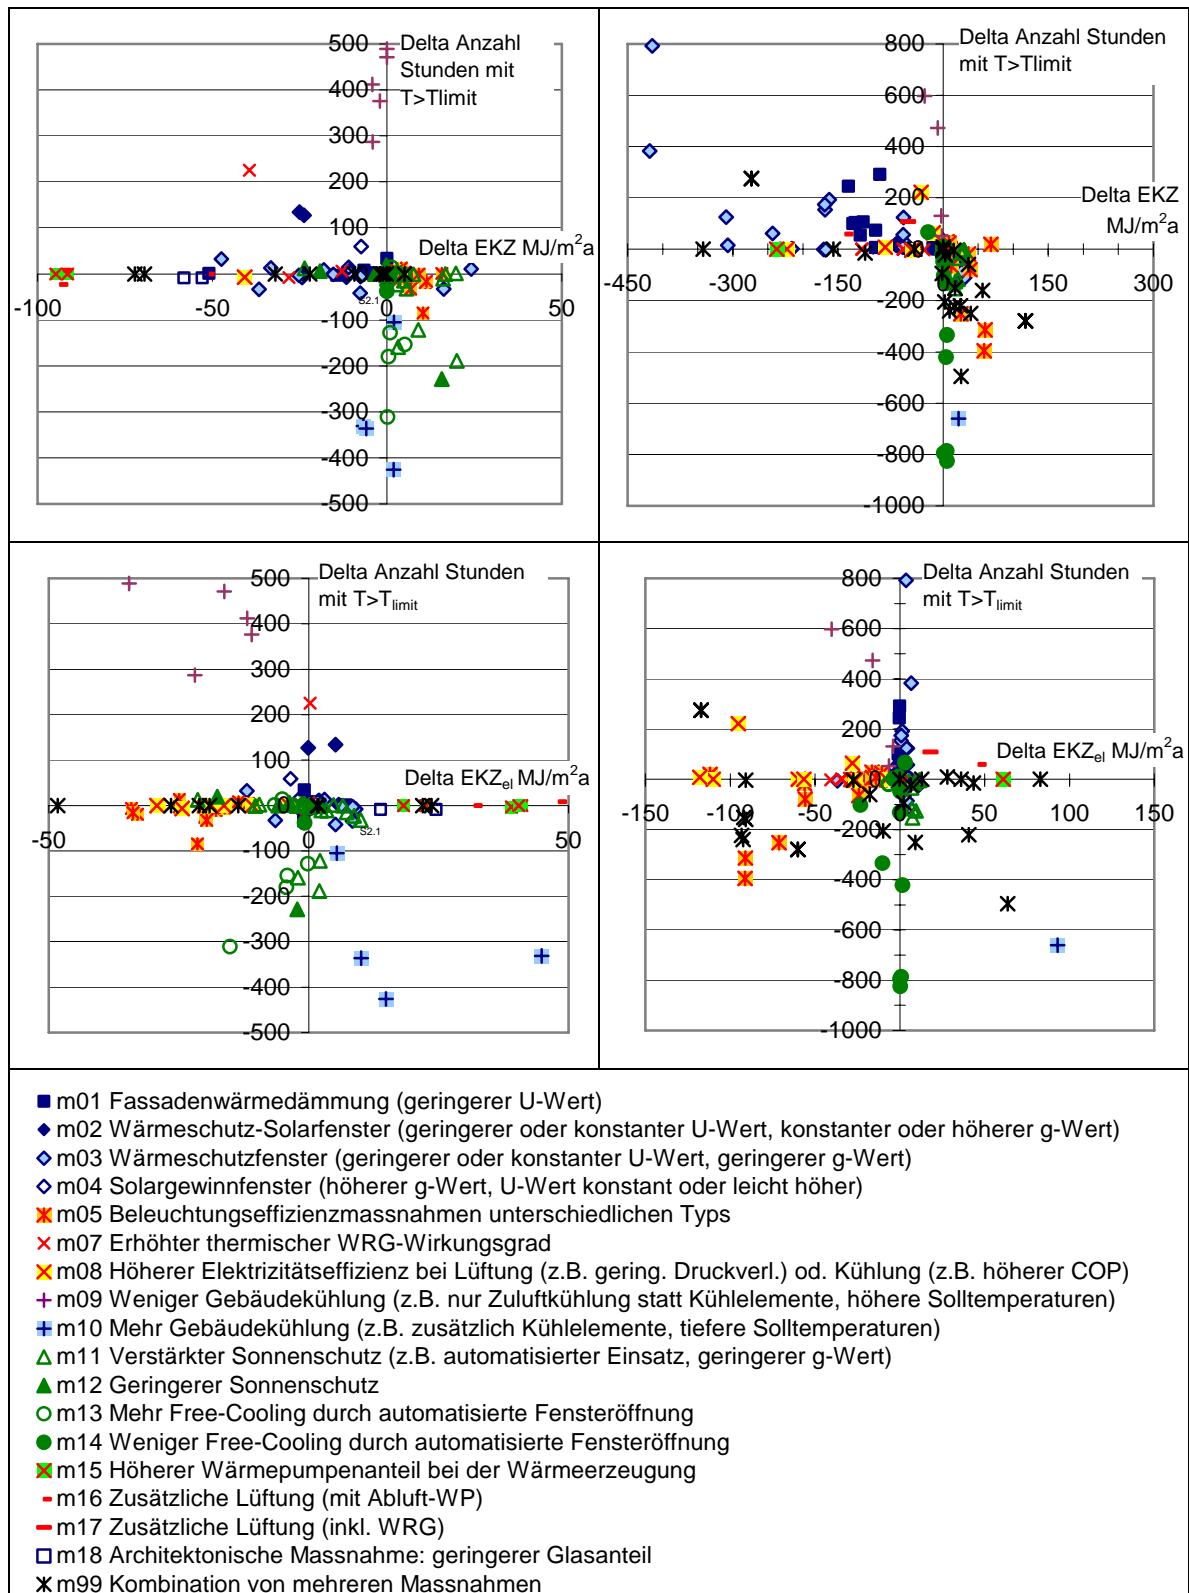 500
400
300
200
100
0
-100
-200
-300
-400
-500
-100
-50
0
50
Delta Anzahl
Stunden mit
T>Tlimit
Delta EKZ MJ/m²a
S2.1
800
600
400
200
0
-200
-400
-600
-800
-1000
-450
-300
-150
0
150
300
Delta Anzahl Stunden
mit T>Tlimit
Delta EKZ
MJ/m²a
500
400
300
200
100
0
-100
-200
-300
-400
-500
-50
0
50
Delta Anzahl Stunden
mit T>Tlimit
Delta EKZel MJ/m²a
S2.1
800
600
400
200
0
-200
-400
-600
-800
-1000
-150
-100
-50
0
50
100
150
Delta Anzahl Stunden
mit T>Tlimit
Delta EKZel MJ/m²a
m01 Fassadenwärmedämmung (geringerer U-Wert)
m02 Wärmeschutz-Solarfenster (geringerer oder konstanter U-Wert, konstanter oder höherer g-Wert)
m03 Wärmeschutzfenster (geringerer oder konstanter U-Wert, geringerer g-Wert)
m04 Solargewinnfenster (höherer g-Wert, U-Wert konstant oder leicht höher)
m05 Beleuchtungseffizienzmassnahmen unterschiedlichen Typs
m07 Erhöhter thermischer WRG-Wirkungsgrad
m08 Höherer Elektrizitätseffizienz bei Lüftung (z.B. gering. Druckverl.) od. Kühlung (z.B. höherer COP)
m09 Weniger Gebäudekühlung (z.B. nur Zuluftkühlung statt Kühlelemente, höhere Solltemperaturen)
m10 Mehr Gebäudekühlung (z.B. zusätzlich Kühlelemente, tiefere Solltemperaturen)
m11 Verstärkter Sonnenschutz (z.B. automatisierter Einsatz, geringerer g-Wert)
m12 Geringerer Sonnenschutz
m13 Mehr Free-Cooling durch automatisierte Fensteröffnung
m14 Weniger Free-Cooling durch automatisierte Fensteröffnung
m15 Höherer Wärmepumpenanteil bei der Wärmeerzeugung
m16 Zusätzliche Lüftung (mit Abluft-WP)
m17 Zusätzliche Lüftung (inkl. WRG)
m18 Architektonische Massnahme: geringerer Glasanteil
m99 Kombination von mehreren Massnahmen